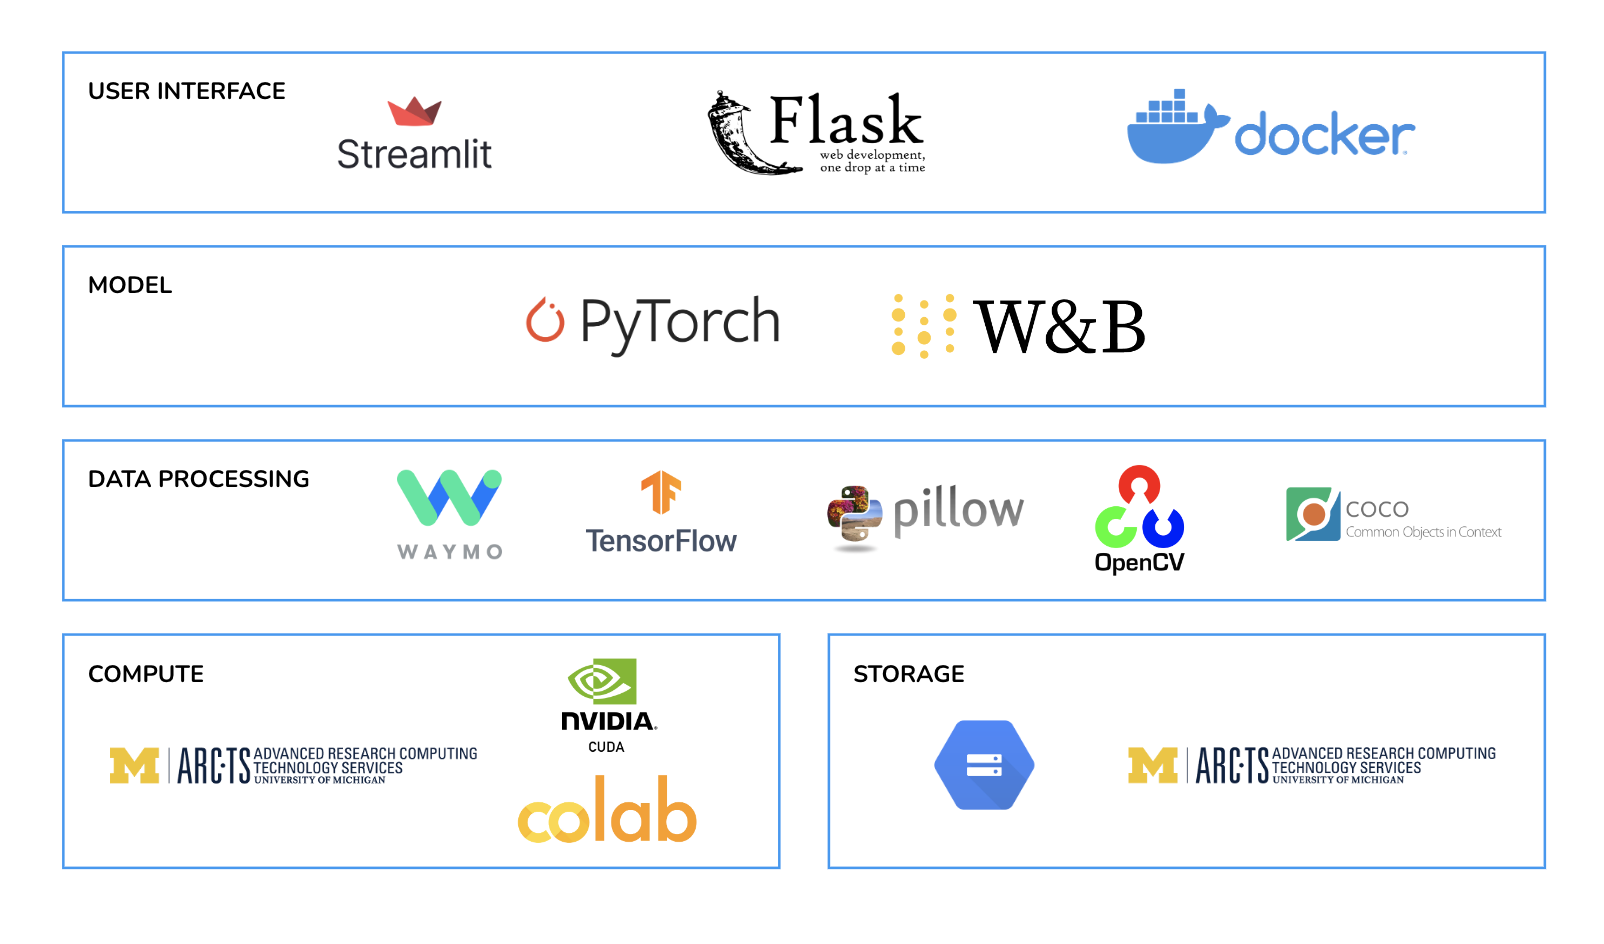 USER INTERFACE
Streamlit
Flask
web development,
one drop at a time
docker
MODEL
PyTorch
W&B
DATA PROCESSING
WAYMO
TensorFlow
pillow
OpenCV
COCO
Common Objects in Context
COMPUTE
NVIDIA
CUDA
M | ARC-TS ADVANCED RESEARCH COMPUTING
TECHNOLOGY SERVICES
UNIVERSITY OF MICHIGAN
colab
STORAGE
M | ARC-TS ADVANCED RESEARCH COMPUTING
TECHNOLOGY SERVICES
UNIVERSITY OF MICHIGAN